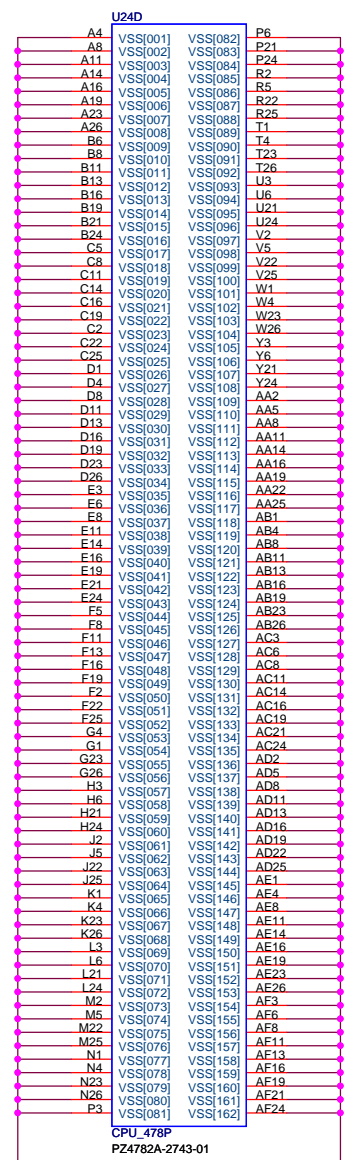 U24D
A4 VSS[001] VSS[082] P6
A8 VSS[002] VSS[083] P21
A11 VSS[003] VSS[084] P24
A14 VSS[004] VSS[085] R2
A16 VSS[005] VSS[086] R5
A19 VSS[006] VSS[087] R22
A23 VSS[007] VSS[088] R25
A26 VSS[008] VSS[089] T1
B6 VSS[009] VSS[090] T4
B8 VSS[010] VSS[091] T23
B11 VSS[011] VSS[092] T26
B13 VSS[012] VSS[093] U3
B16 VSS[013] VSS[094] U6
B19 VSS[014] VSS[095] U21
B21 VSS[015] VSS[096] U24
B24 VSS[016] VSS[097] V2
C5 VSS[017] VSS[098] V5
C8 VSS[018] VSS[099] V22
C11 VSS[019] VSS[100] V25
C14 VSS[020] VSS[101] W1
C16 VSS[021] VSS[102] W4
C19 VSS[022] VSS[103] W23
C2 VSS[023] VSS[104] W26
C22 VSS[024] VSS[105] Y3
C25 VSS[025] VSS[106] Y6
D1 VSS[026] VSS[107] Y21
D4 VSS[027] VSS[108] Y24
D8 VSS[028] VSS[109] AA2
D11 VSS[029] VSS[110] AA5
D13 VSS[030] VSS[111] AA8
D16 VSS[031] VSS[112] AA11
D19 VSS[032] VSS[113] AA14
D23 VSS[033] VSS[114] AA16
D26 VSS[034] VSS[115] AA19
E3 VSS[035] VSS[116] AA22
E6 VSS[036] VSS[117] AA25
E8 VSS[037] VSS[118] AB1
E11 VSS[038] VSS[119] AB4
E14 VSS[039] VSS[120] AB8
E16 VSS[040] VSS[121] AB11
E19 VSS[041] VSS[122] AB13
E21 VSS[042] VSS[123] AB16
E24 VSS[043] VSS[124] AB19
F5 VSS[044] VSS[125] AB23
F8 VSS[045] VSS[126] AB26
F11 VSS[046] VSS[127] AC3
F13 VSS[047] VSS[128] AC6
F16 VSS[048] VSS[129] AC8
F19 VSS[049] VSS[130] AC11
F2 VSS[050] VSS[131] AC14
F22 VSS[051] VSS[132] AC16
F25 VSS[052] VSS[133] AC19
G4 VSS[053] VSS[134] AC21
G1 VSS[054] VSS[135] AC24
G23 VSS[055] VSS[136] AD2
G26 VSS[056] VSS[137] AD5
H3 VSS[057] VSS[138] AD8
H6 VSS[058] VSS[139] AD11
H21 VSS[059] VSS[140] AD13
H24 VSS[060] VSS[141] AD16
J2 VSS[061] VSS[142] AD19
J5 VSS[062] VSS[143] AD22
J22 VSS[063] VSS[144] AD25
J25 VSS[064] VSS[145] AE1
K1 VSS[065] VSS[146] AE4
K4 VSS[066] VSS[147] AE8
K23 VSS[067] VSS[148] AE11
K26 VSS[068] VSS[149] AE14
L3 VSS[069] VSS[150] AE16
L6 VSS[070] VSS[151] AE19
L21 VSS[071] VSS[152] AE23
L24 VSS[072] VSS[153] AE26
M2 VSS[073] VSS[154] AF3
M5 VSS[074] VSS[155] AF6
M22 VSS[075] VSS[156] AF8
M25 VSS[076] VSS[157] AF11
N1 VSS[077] VSS[158] AF13
N4 VSS[078] VSS[159] AF16
N23 VSS[079] VSS[160] AF19
N26 VSS[080] VSS[161] AF21
P3 VSS[081] VSS[162] AF24
CPU_478P
PZ4782A-2743-01